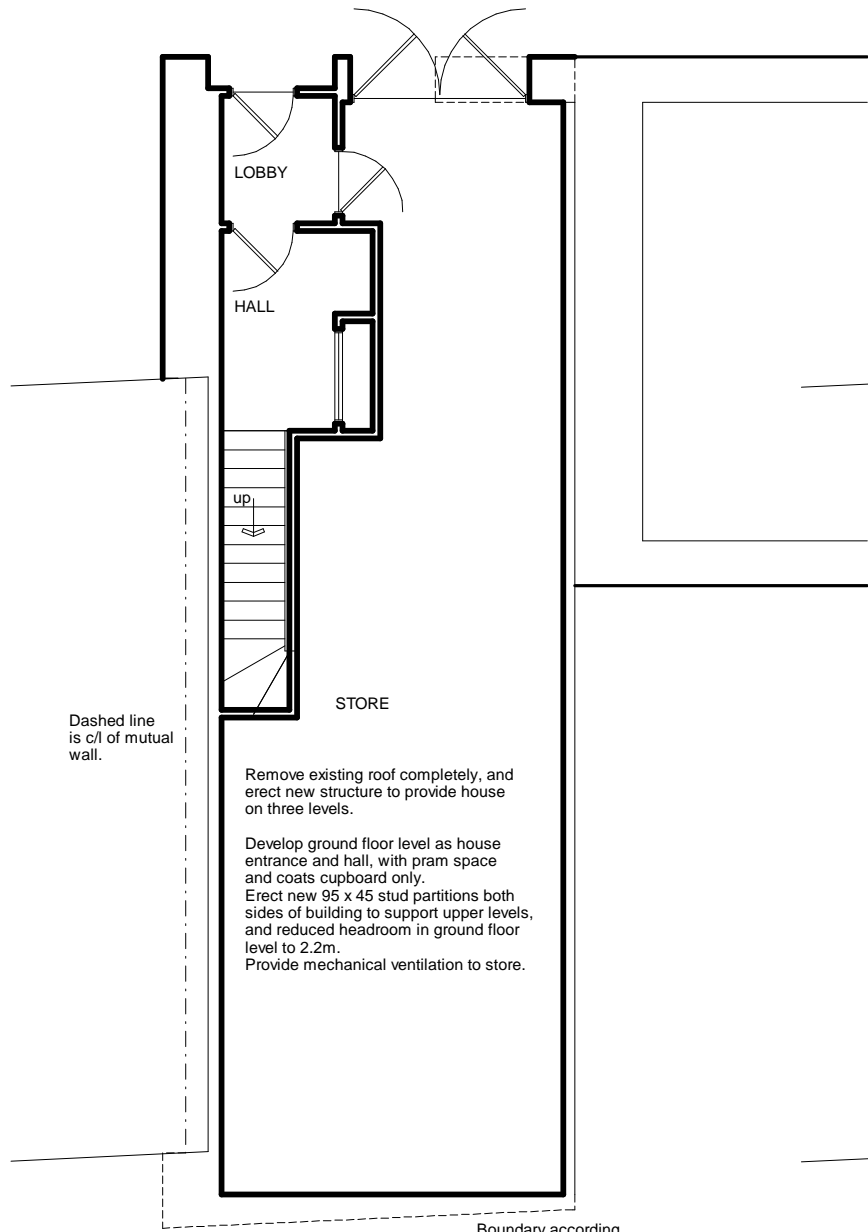 LOBBY
HALL
up
STORE
Dashed line
is c/l of mutual
wall.
Remove existing roof completely, and
erect new structure to provide house
on three levels.
Develop ground floor level as house
entrance and hall, with pram space
and coats cupboard only.
Erect new 95 x 45 stud partitions both
sides of building to support upper levels,
and reduced headroom in ground floor
level to 2.2m.
Provide mechanical ventilation to store.
Boundary according